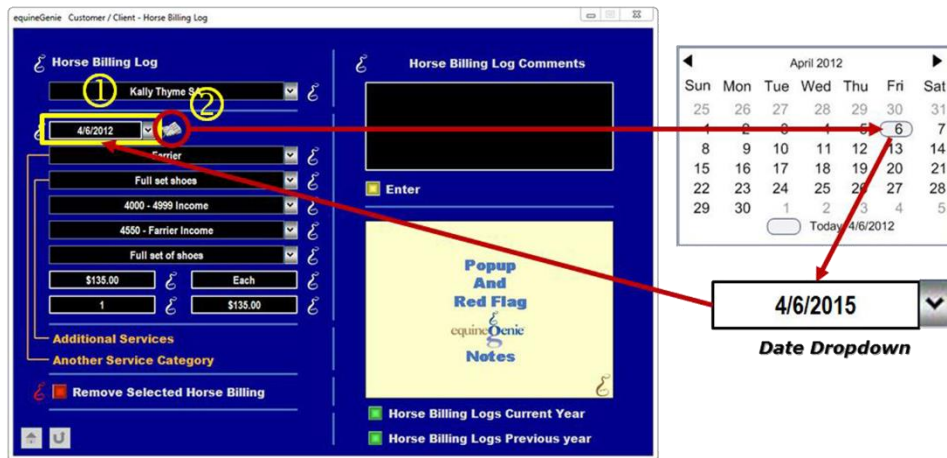 equineGenie Customer / Client - Horse Billing Log
Horse Billing Log
①
Kally Thyme
②
4/6/2012
Farrier
Full set shoes
4000 - 4999 Income
4550 - Farrier Income
Full set of shoes
$135.00 Each
1 $135.00
Additional Services
Another Service Category
Remove Selected Horse Billing
Horse Billing Log Comments
Enter
Popup
And
Red Flag
equineGenie
Notes
Horse Billing Logs Current Year
Horse Billing Logs Previous year
April 2012
Sun Mon Tue Wed Thu Fri Sat
25 26 27 28 29 30 31
1 2 3 4 5 6 7
8 9 10 11 12 13 14
15 16 17 18 19 20 21
22 23 24 25 26 27 28
29 30 1 2 3 4 5
Today: 4/6/2012
4/6/2015
Date Dropdown